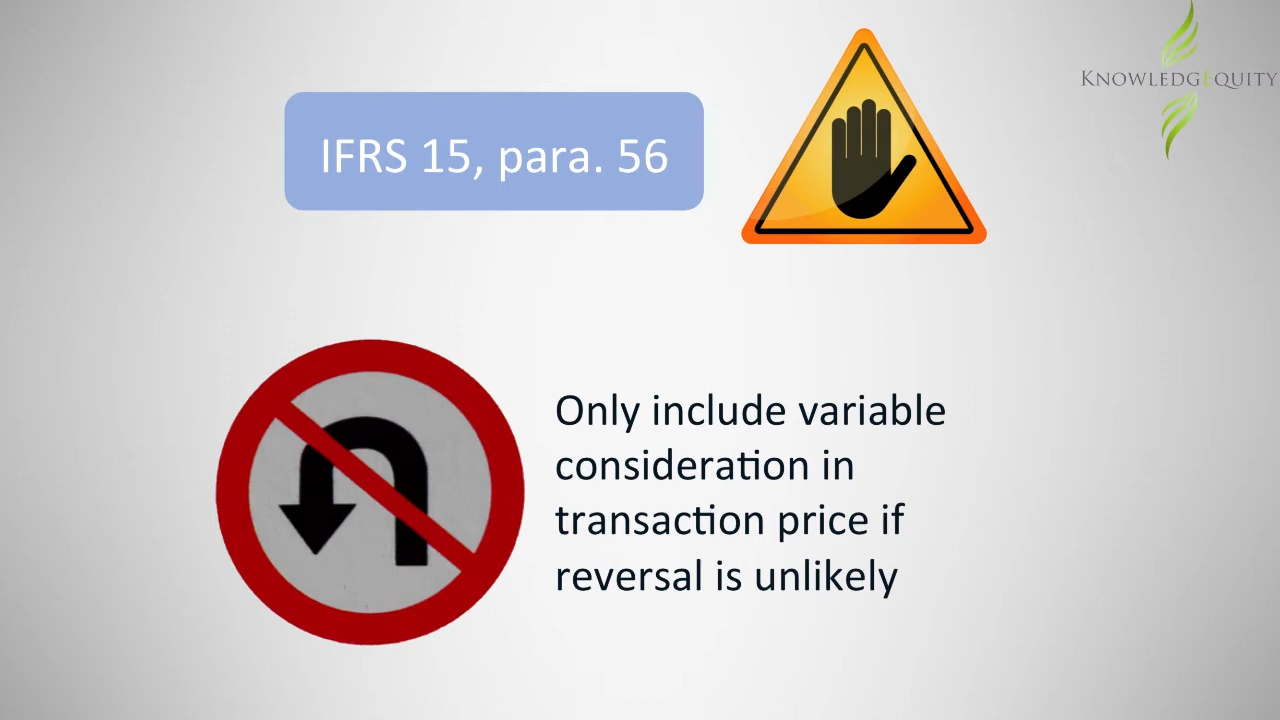 KNOWLEDGEQUITY
IFRS 15, para. 56
Only include variable
consideration in
transaction price if
reversal is unlikely